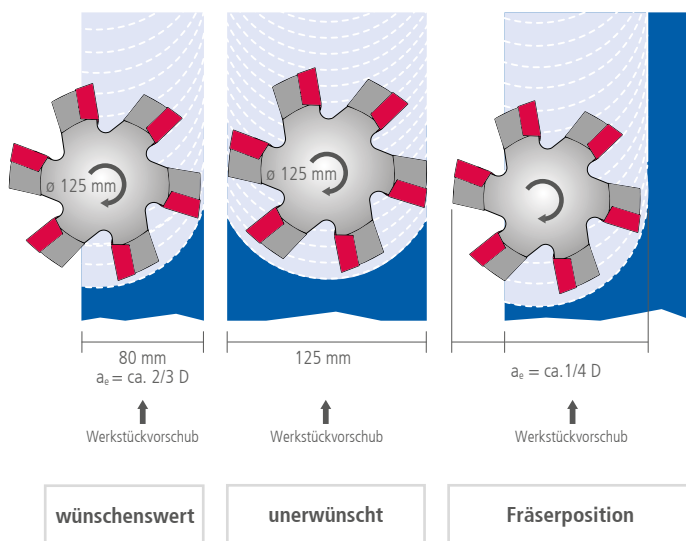 ø 125 mm
ø 125 mm
80 mm
aₑ = ca. 2/3 D
125 mm
aₑ = ca.1/4 D
Werkstückvorschub
Werkstückvorschub
Werkstückvorschub
wünschenswert
unerwünscht
Fräserposition